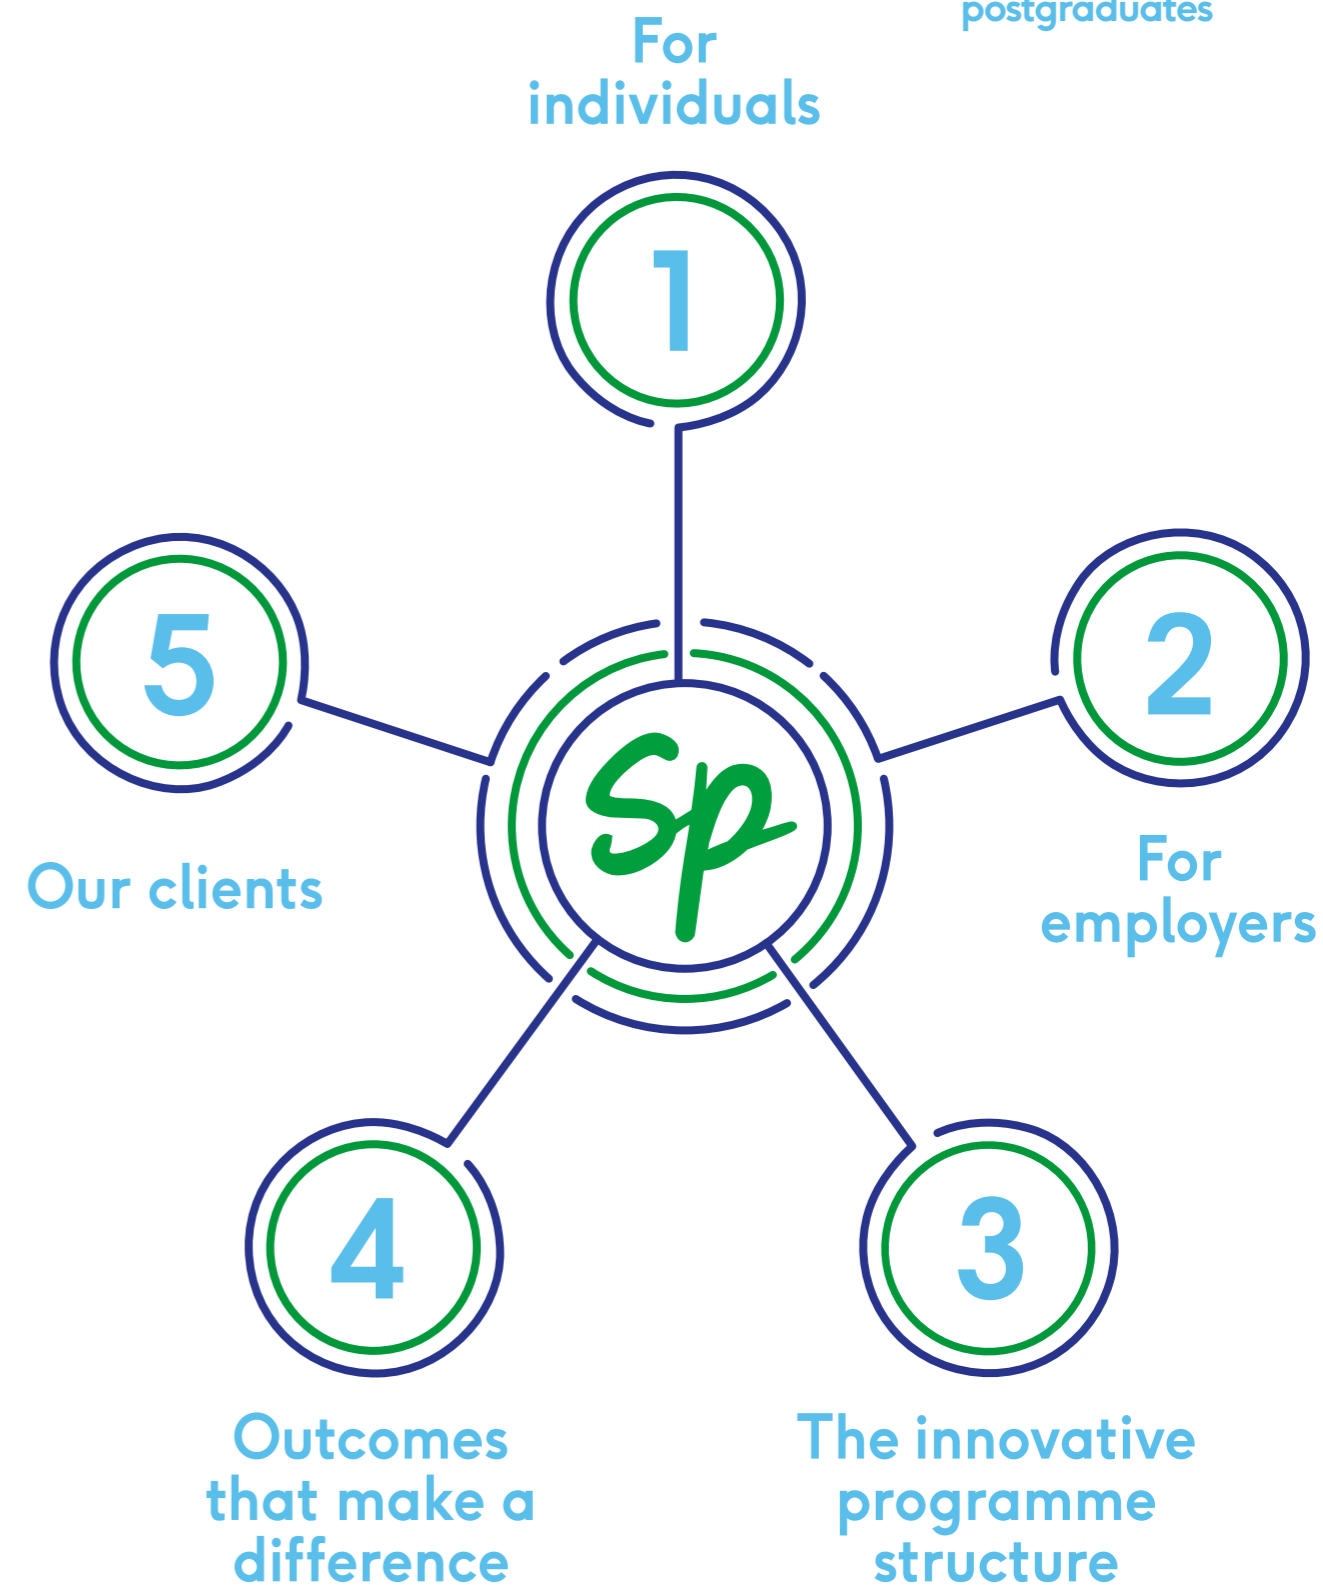 postgraduates
For
individuals
1
2
For
employers
3
The innovative
programme
structure
4
Outcomes
that make a
difference
5
Our clients
Sp